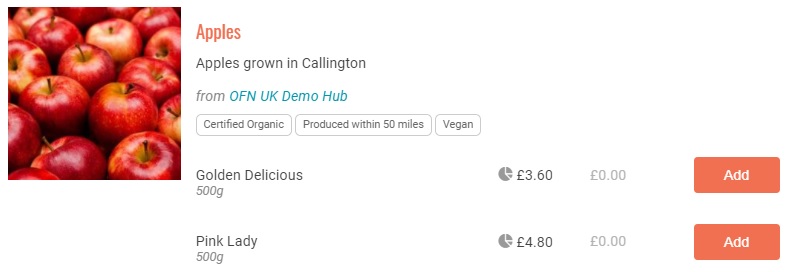 Apples
Apples grown in Callington
from OFN UK Demo Hub
Certified Organic Produced within 50 miles Vegan
Golden Delicious £3.60 £0.00 Add
500g
Pink Lady £4.80 £0.00 Add
500g